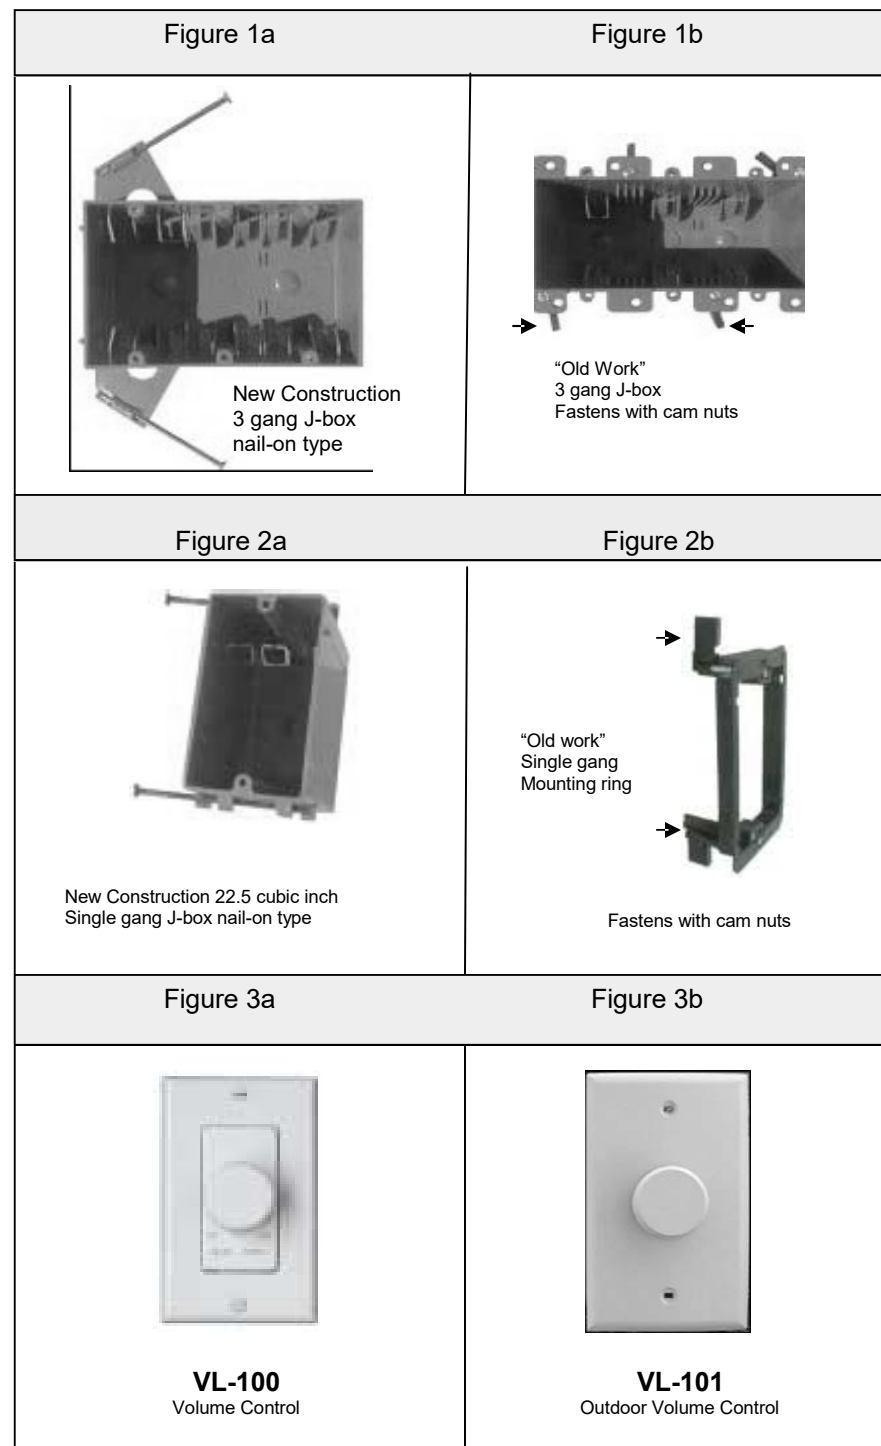 Figure 1a
Figure 1b
New Construction
3 gang J-box
nail-on type
“Old Work”
3 gang J-box
Fastens with cam nuts
Figure 2a
Figure 2b
New Construction 22.5 cubic inch
Single gang J-box nail-on type
“Old work”
Single gang
Mounting ring
Fastens with cam nuts
Figure 3a
Figure 3b
VL-100
Volume Control
VL-101
Outdoor Volume Control